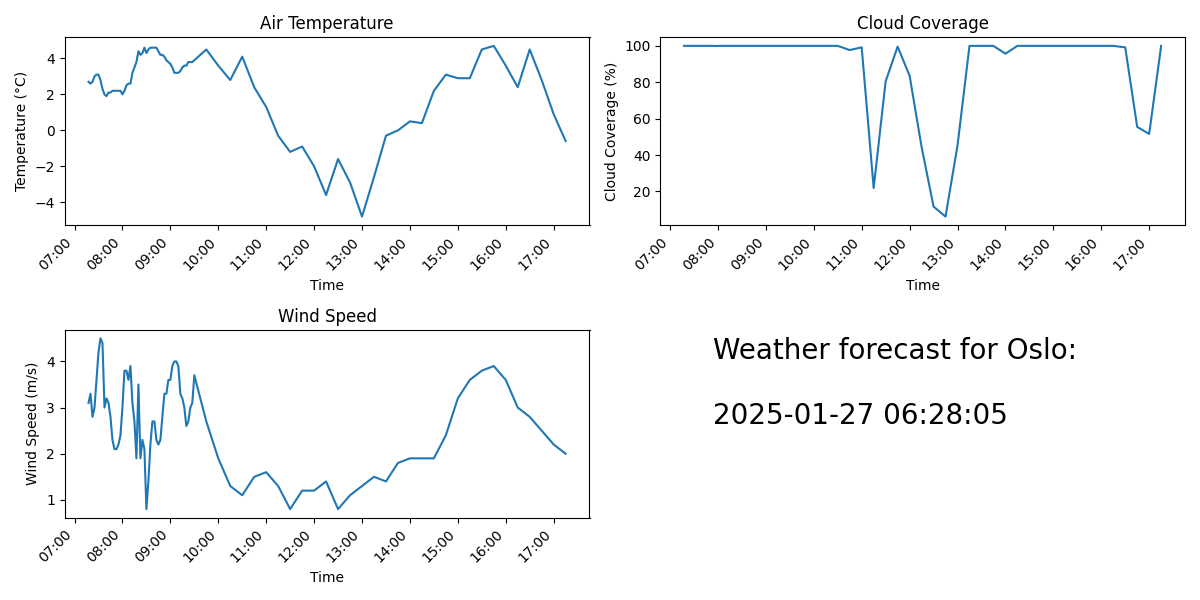 Air Temperature
Temperature (°C)
4
2
0
−2
−4
07:00 08:00 09:00 10:00 11:00 12:00 13:00 14:00 15:00 16:00 17:00
Time
Cloud Coverage
Cloud Coverage (%)
100
80
60
40
20
07:00 08:00 09:00 10:00 11:00 12:00 13:00 14:00 15:00 16:00 17:00
Time
Wind Speed
Wind Speed (m/s)
4
3
2
1
07:00 08:00 09:00 10:00 11:00 12:00 13:00 14:00 15:00 16:00 17:00
Time
Weather forecast for Oslo:
2025-01-27 06:28:05